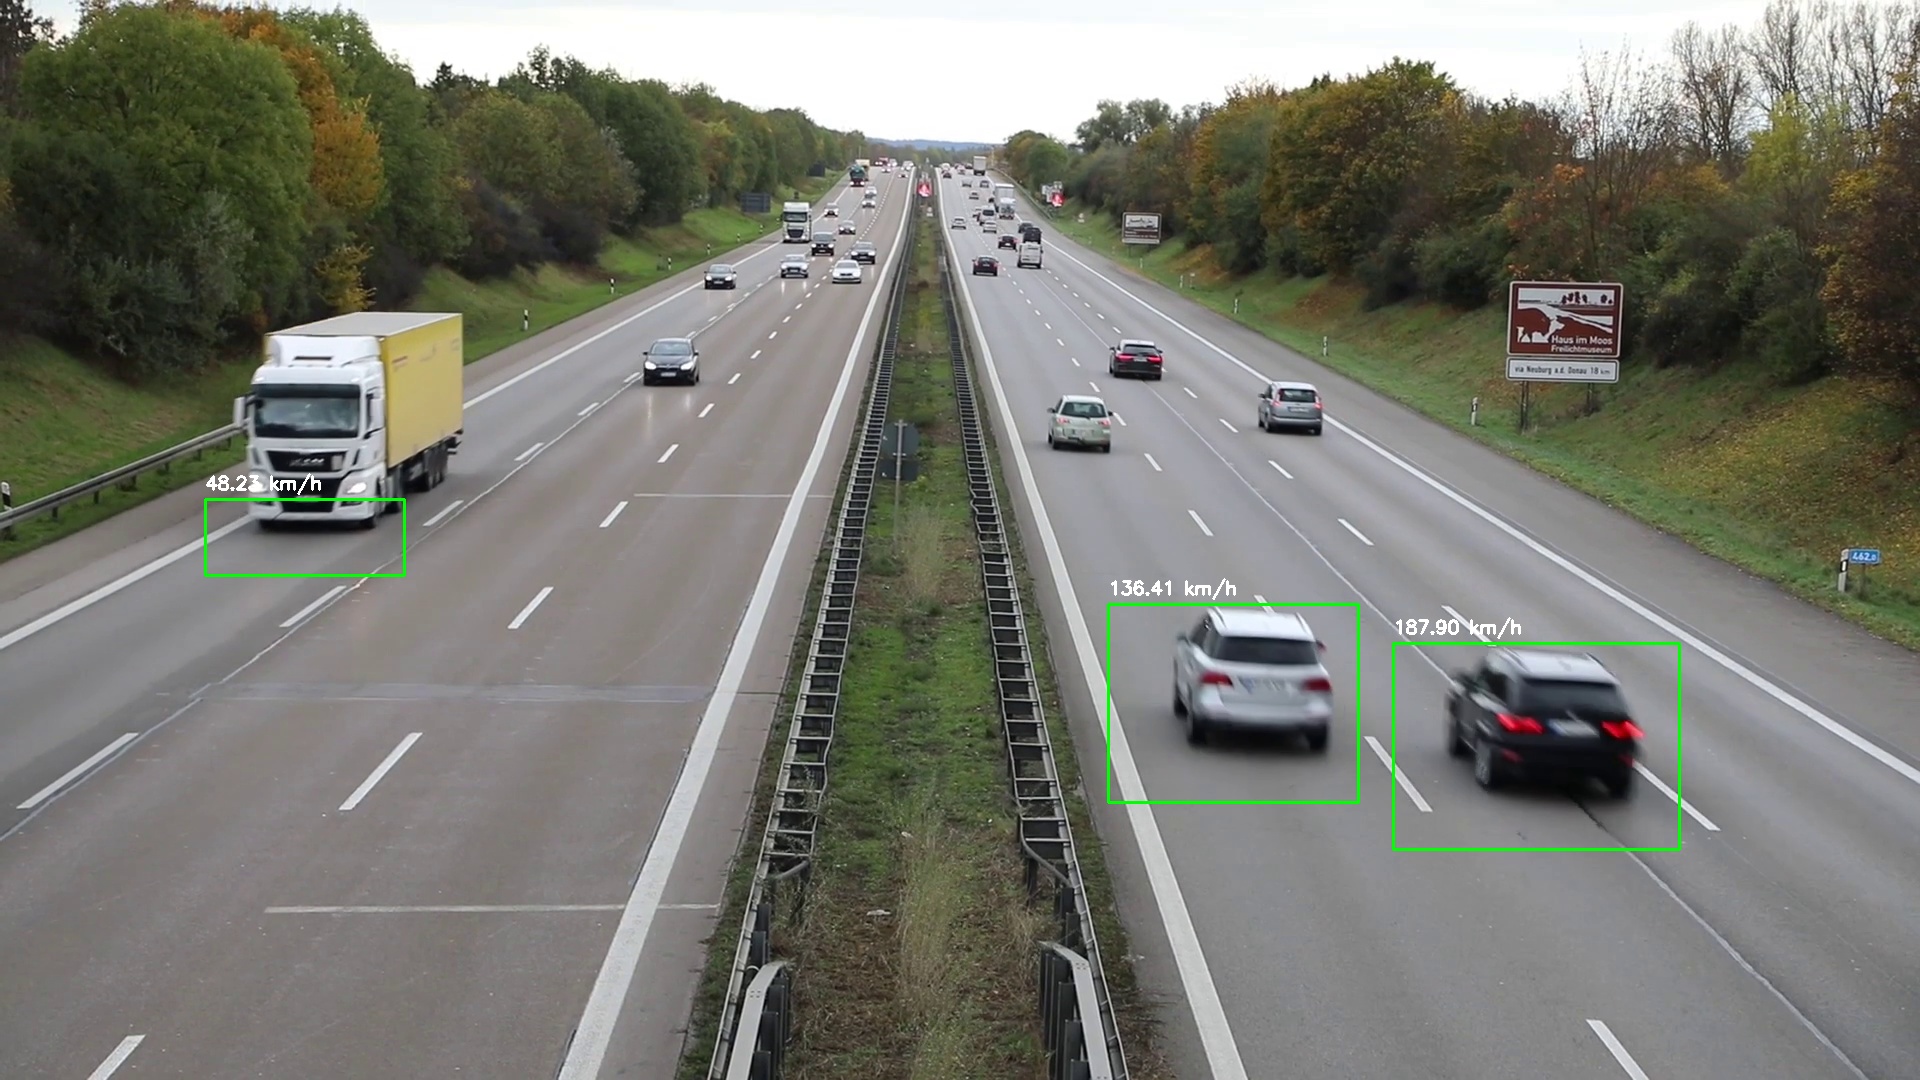 Haus im Moos
Freilichtmuseum
via Neuburg a.d. Donau 18 km
48.23 km/h
462,0
136.41 km/h
187.90 km/h